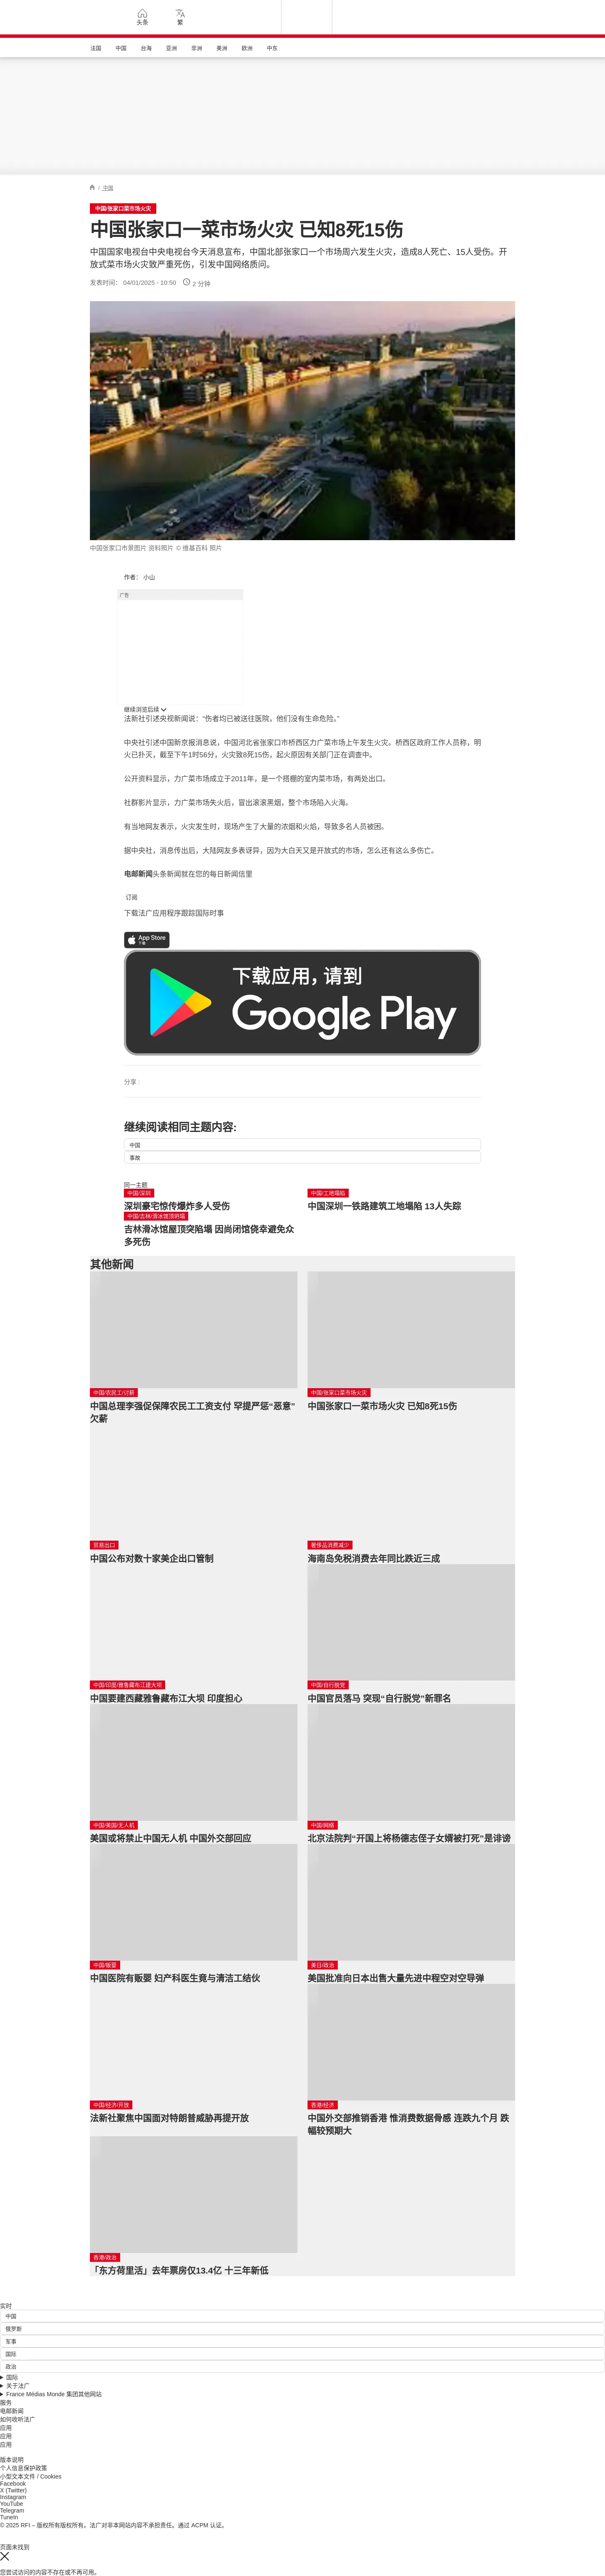 头条
繁
法国 中国 台海 亚洲 非洲 美洲 欧洲 中东
/ 中国
中国/张家口菜市场火灾
中国张家口一菜市场火灾 已知8死15伤
中国国家电视台中央电视台今天消息宣布，中国北部张家口一个市场周六发生火灾，造成8人死亡、15人受伤。开
放式菜市场火灾致严重死伤，引发中国网络质问。
发表时间： 04/01/2025 - 10:50 2 分钟
中国张家口市景图片 资料照片 © 维基百科 照片
作者： 小山
广告
继续浏览后续
法新社引述央视新闻说：“伤者均已被送往医院，他们没有生命危险。”
中央社引述中国新京报消息说，中国河北省张家口市桥西区力广菜市场上午发生火灾。桥西区政府工作人员称，明
火已扑灭，截至下午1时56分，火灾致8死15伤，起火原因有关部门正在调查中。
公开资料显示，力广菜市场成立于2011年，是一个搭棚的室内菜市场，有两处出口。
社群影片显示，力广菜市场失火后，冒出滚滚黑烟，整个市场陷入火海。
有当地网友表示，火灾发生时，现场产生了大量的浓烟和火焰，导致多名人员被困。
据中央社，消息传出后，大陆网友多表讶异，因为大白天又是开放式的市场，怎么还有这么多伤亡。
电邮新闻头条新闻就在您的每日新闻信里
订阅
下载法广应用程序跟踪国际时事
App Store
下载
下载应用，请到
Google Play
分享 :
继续阅读相同主题内容:
中国
事故
同一主题
中国/深圳
深圳豪宅惊传爆炸多人受伤
中国/工地塌陷
中国深圳一铁路建筑工地塌陷 13人失踪
中国/吉林/滑冰馆顶坍塌
吉林滑冰馆屋顶突陷塌 因尚闭馆侥幸避免众
多死伤
其他新闻
中国/农民工/讨薪
中国总理李强促保障农民工工资支付 罕提严惩“恶意”
欠薪
中国/张家口菜市场火灾
中国张家口一菜市场火灾 已知8死15伤
贸易出口
中国公布对数十家美企出口管制
奢侈品消费减少
海南岛免税消费去年同比跌近三成
中国/印度/雅鲁藏布江建大坝
中国要建西藏雅鲁藏布江大坝 印度担心
中国/自行脱党
中国官员落马 突现“自行脱党”新罪名
中国/美国/无人机
美国或将禁止中国无人机 中国外交部回应
中国/网络
北京法院判“开国上将杨德志侄子女婿被打死”是诽谤
中国/贩婴
中国医院有贩婴 妇产科医生竟与清洁工结伙
美日/政治
美国批准向日本出售大量先进中程空对空导弹
中国/经济/开放
法新社聚焦中国面对特朗普威胁再提开放
香港/经济
中国外交部推销香港 惟消费数据骨感 连跌九个月 跌
幅较预期大
香港/政治
「东方荷里活」去年票房仅13.4亿 十三年新低
实时
中国
俄罗斯
军事
国际
政治
国际
关于法广
France Médias Monde 集团其他网站
服务
电邮新闻
如何收听法广
应用
应用
应用
版本说明
个人信息保护政策
小型文本文件 / Cookies
Facebook
X (Twitter)
Instagram
YouTube
Telegram
TuneIn
© 2025 RFI – 版权所有版权所有。法广对非本网站内容不承担责任。通过 ACPM 认证。
页面未找到
您尝试访问的内容不存在或不再可用。